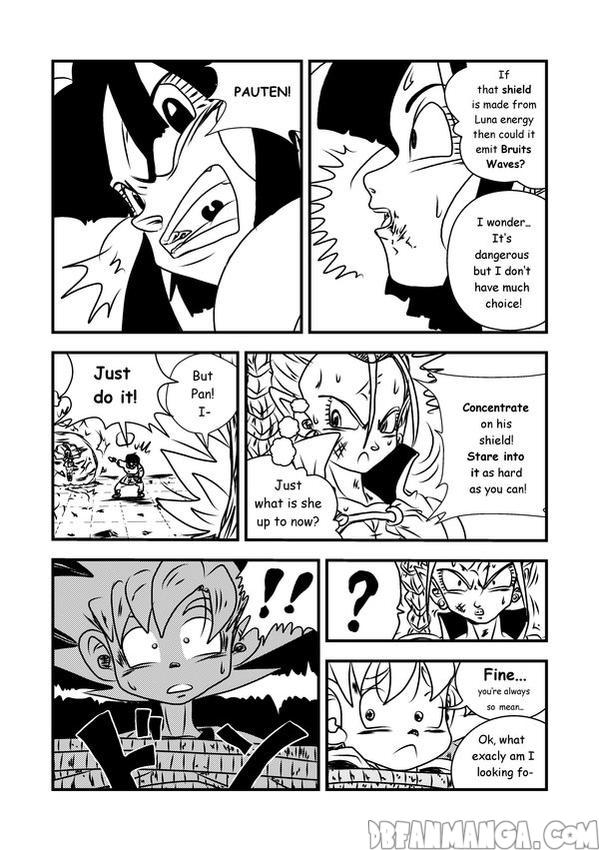 PAUTEN!
If
that shield
is made from
Luna energy
then could it
emit Bruits
Waves?
I wonder...
It's
dangerous
but I don't
have much
choice!
Just
do it!
But
Pan!
I-
Just
what is she
up to now?
Concentrate
on his
shield!
Stare into
it as hard
as you can!
!!
ドン
?
Fine...
you're always
so mean...
Ok, what
exacly am I
looking fo-
DBFANMANGA.COM